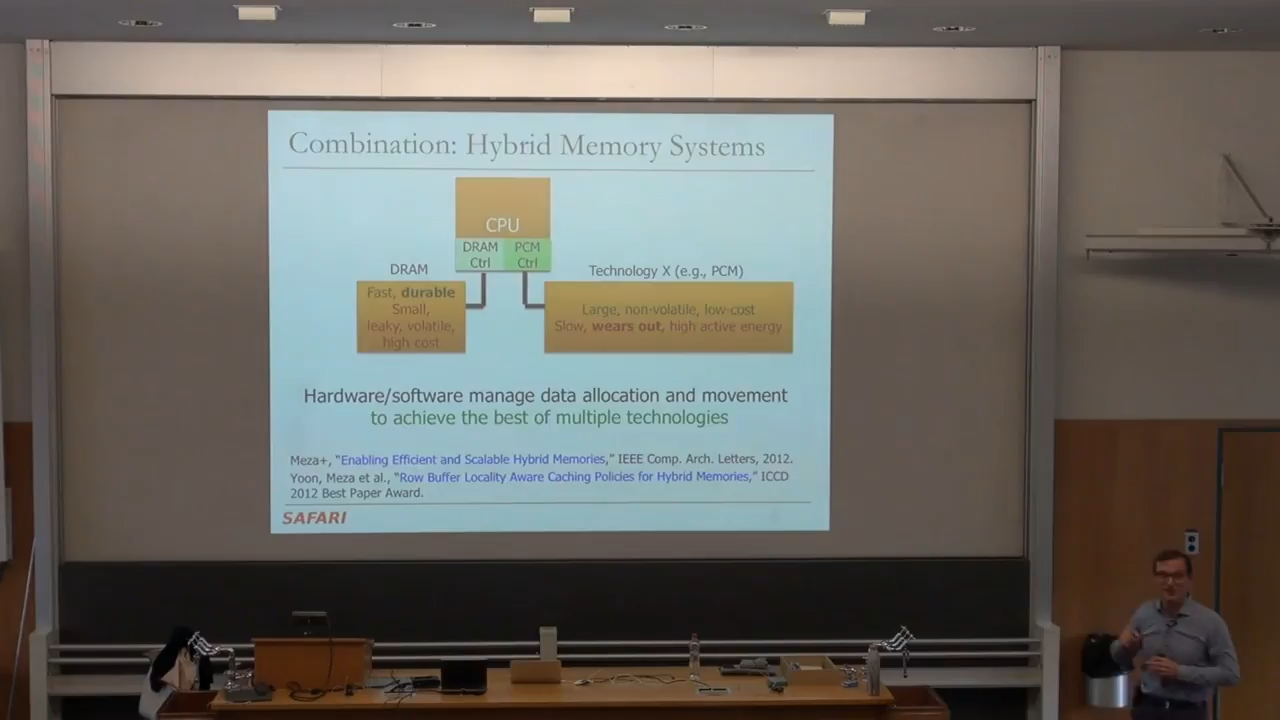 Combination: Hybrid Memory Systems
CPU
DRAM Ctrl
PCM Ctrl
DRAM
Fast, durable
Small,
leaky, volatile,
high cost
Technology X (e.g., PCM)
Large, non-volatile, low-cost
Slow, wears out, high active energy
Hardware/software manage data allocation and movement
to achieve the best of multiple technologies
Meza+, “Enabling Efficient and Scalable Hybrid Memories,” IEEE Comp. Arch. Letters, 2012.
Yoon, Meza et al., “Row Buffer Locality Aware Caching Policies for Hybrid Memories,” ICCD
2012 Best Paper Award.
SAFARI